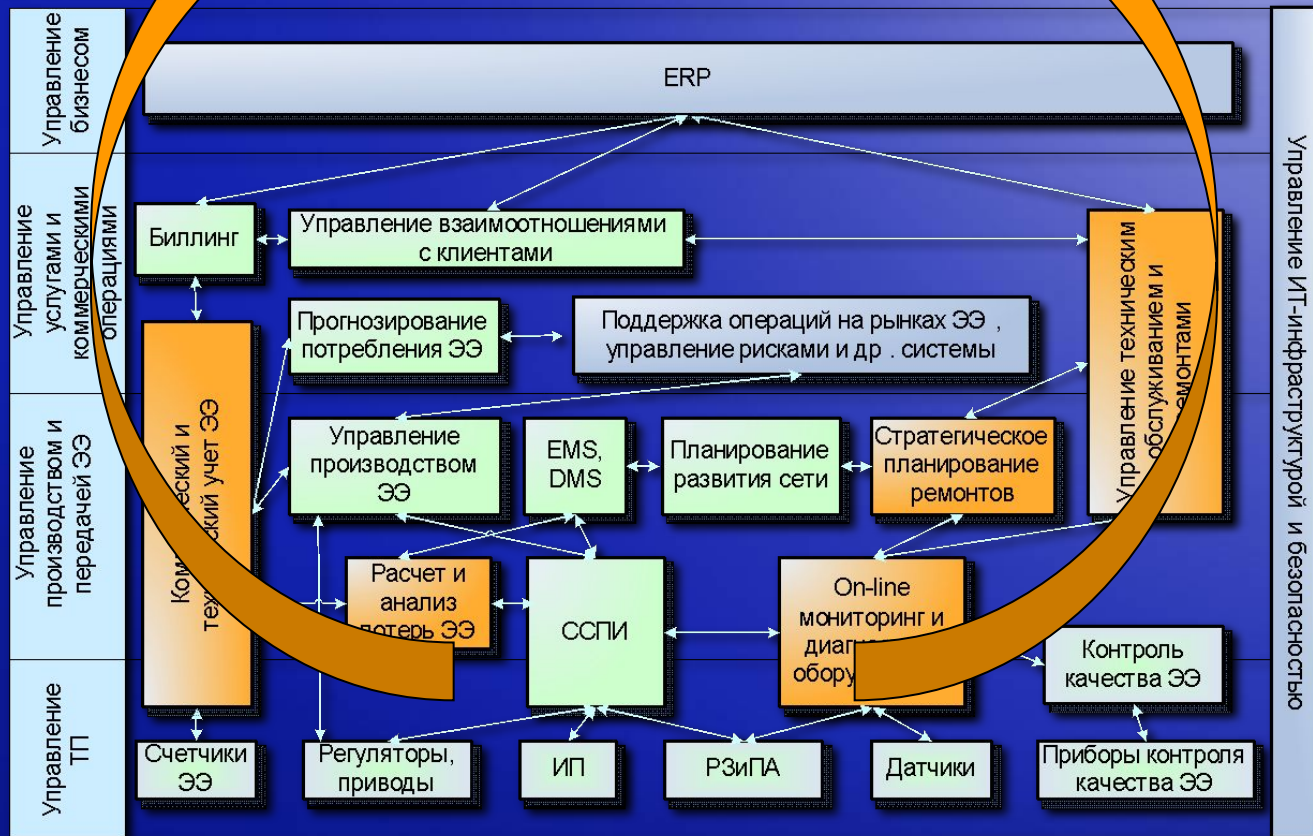 Управление
бизнесом
ERP
Управление
услугами и
коммерческими
операциями
Биллинг
Управление взаимоотношениями
с клиентами
Прогнозирование
потребления ЭЭ
Поддержка операций на рынках ЭЭ ,
управление рисками и др . системы
Управление техническим
обслуживанием и
ремонтами
Управление
производством и
передачей ЭЭ
и
учет ЭЭ
Управление
производством
ЭЭ
EMS,
DMS
Планирование
развития сети
Стратегическое
планирование
ремонтов
Расчет и
анализ
потерь ЭЭ
ССПИ
On-line
мониторинг и
Контроль
качества ЭЭ
Управление
ТП
Счетчики
ЭЭ
Регуляторы,
приводы
ИП
РЗиПА
Датчики
Приборы контроля
качества ЭЭ
Управление ИТ-инфраструктурой и безопасностью